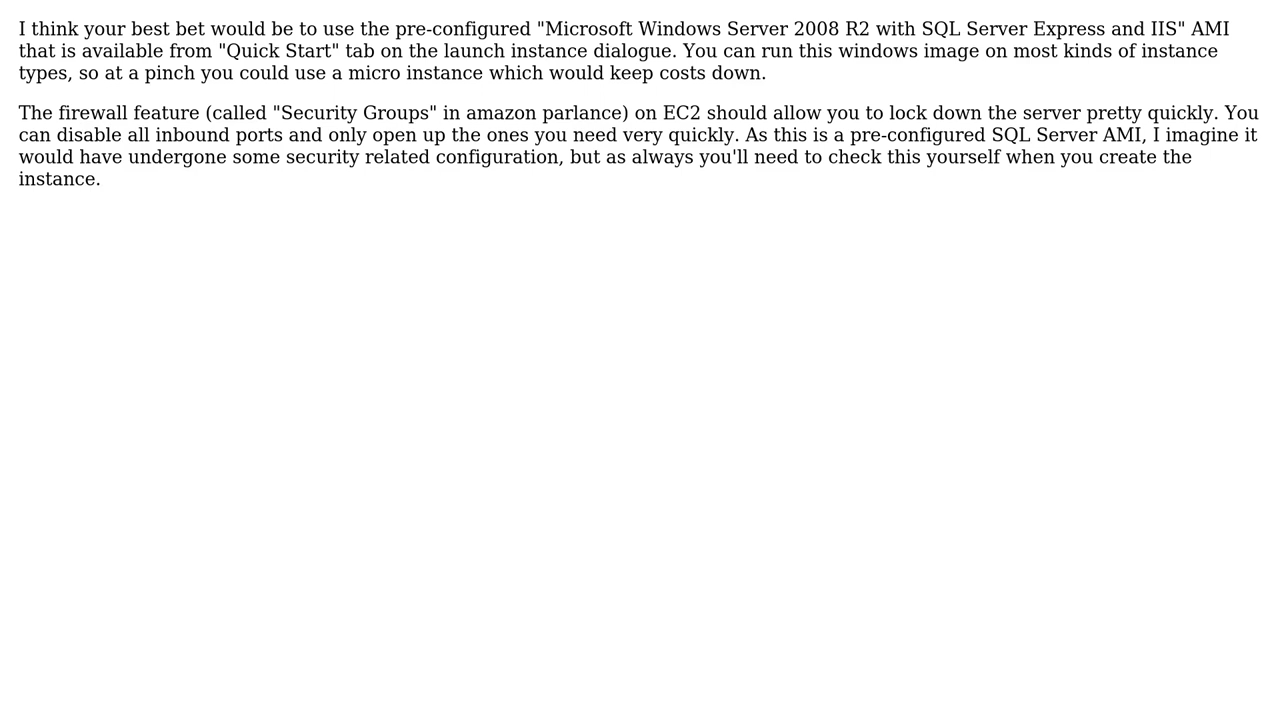 I think your best bet would be to use the pre-configured "Microsoft Windows Server 2008 R2 with SQL Server Express and IIS" AMI
that is available from "Quick Start" tab on the launch instance dialogue. You can run this windows image on most kinds of instance
types, so at a pinch you could use a micro instance which would keep costs down.
The firewall feature (called "Security Groups" in amazon parlance) on EC2 should allow you to lock down the server pretty quickly. You
can disable all inbound ports and only open up the ones you need very quickly. As this is a pre-configured SQL Server AMI, I imagine it
would have undergone some security related configuration, but as always you'll need to check this yourself when you create the
instance.